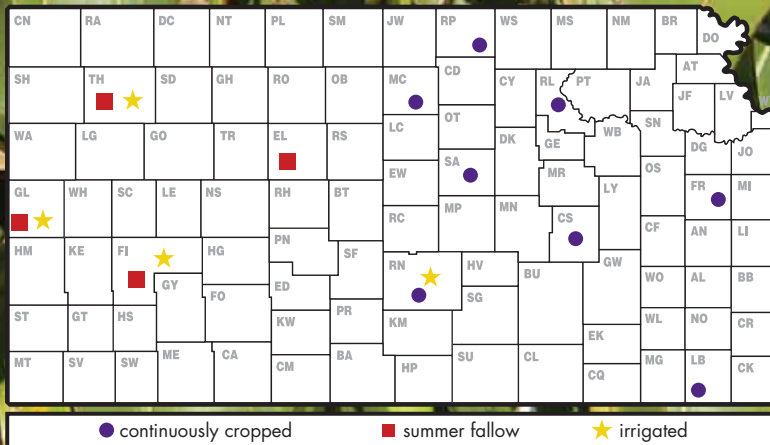 CN RA DC NT PL SM JW RP WS MS NM BR DO
SH TH SD GH RO OB MC CD CY RL PT JA AT
JF LV
WA LG GO TR EL RS LC OT DK GE WB SN DG JO
EW SA MR OS FR MI
GL WH SC LE NS RH BT RC MP MN CS LY
HM KE FI HG PN SF RN HV BU GW CF AN LI
GY FO ED SG WO AL BB
ST GT HS KW PR KM EK WL NO CR
MT SV SW ME CA CM BA HP SU CL CQ MG LB CK
continuously cropped summer fallow irrigated